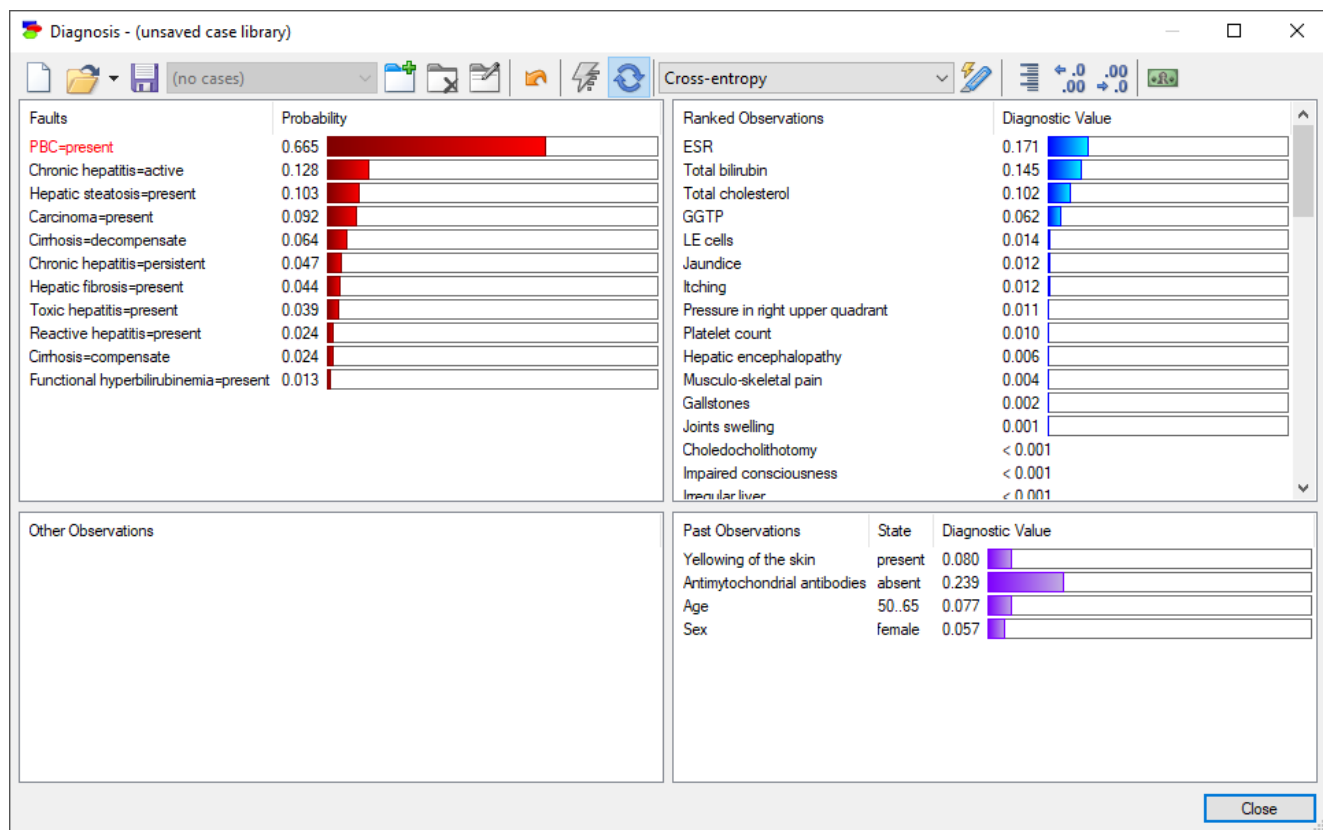 Diagnosis - (unsaved case library)
(no cases)
Cross-entropy
←.0 .00
.00 →.0
R
Faults Probability
PBC=present 0.665
Chronic hepatitis=active 0.128
Hepatic steatosis=present 0.103
Carcinoma=present 0.092
Cirrhosis=decompensate 0.064
Chronic hepatitis=persistent 0.047
Hepatic fibrosis=present 0.044
Toxic hepatitis=present 0.039
Reactive hepatitis=present 0.024
Cirrhosis=compensate 0.024
Functional hyperbilirubinemia=present 0.013
Ranked Observations Diagnostic Value
ESR 0.171
Total bilirubin 0.145
Total cholesterol 0.102
GGTP 0.062
LE cells 0.014
Jaundice 0.012
Itching 0.012
Pressure in right upper quadrant 0.011
Platelet count 0.010
Hepatic encephalopathy 0.006
Musculo-skeletal pain 0.004
Gallstones 0.002
Joints swelling 0.001
Choledocholithotomy < 0.001
Impaired consciousness < 0.001
Irregular liver < 0.001
Other Observations
Past Observations State Diagnostic Value
Yellowing of the skin present 0.080
Antimytochondrial antibodies absent 0.239
Age 50..65 0.077
Sex female 0.057
Close